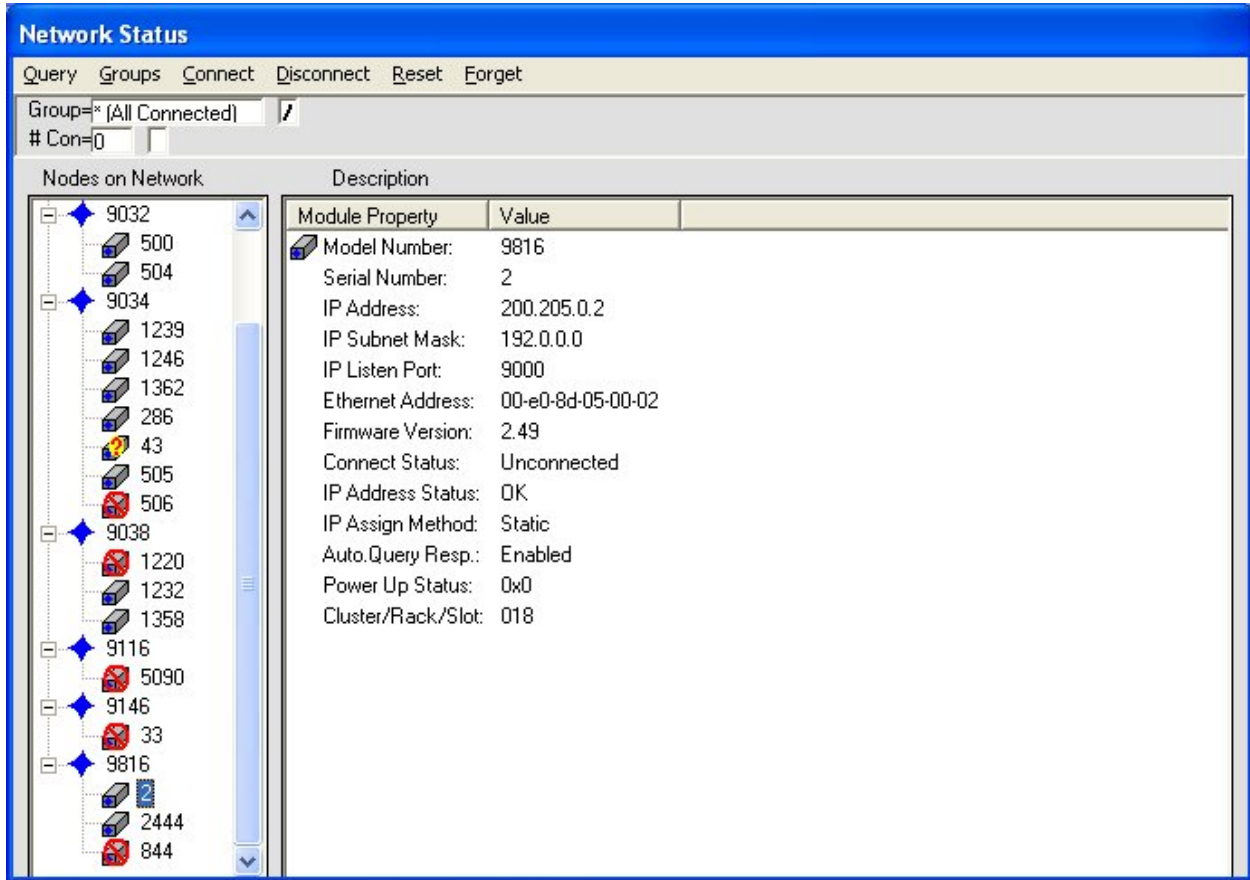 Network Status
Query Groups Connect Disconnect Reset Forget
Group=* (All Connected) /
# Con=0
Nodes on Network Description
9032
500
504
9034
1239
1246
1362
286
43
505
506
9038
1220
1232
1358
9116
5090
9146
33
9816
2
2444
844
Module Property Value
Model Number: 9816
Serial Number: 2
IP Address: 200.205.0.2
IP Subnet Mask: 192.0.0.0
IP Listen Port: 9000
Ethernet Address: 00-e0-8d-05-00-02
Firmware Version: 2.49
Connect Status: Unconnected
IP Address Status: OK
IP Assign Method: Static
Auto.Query Resp.: Enabled
Power Up Status: 0x0
Cluster/Rack/Slot: 018